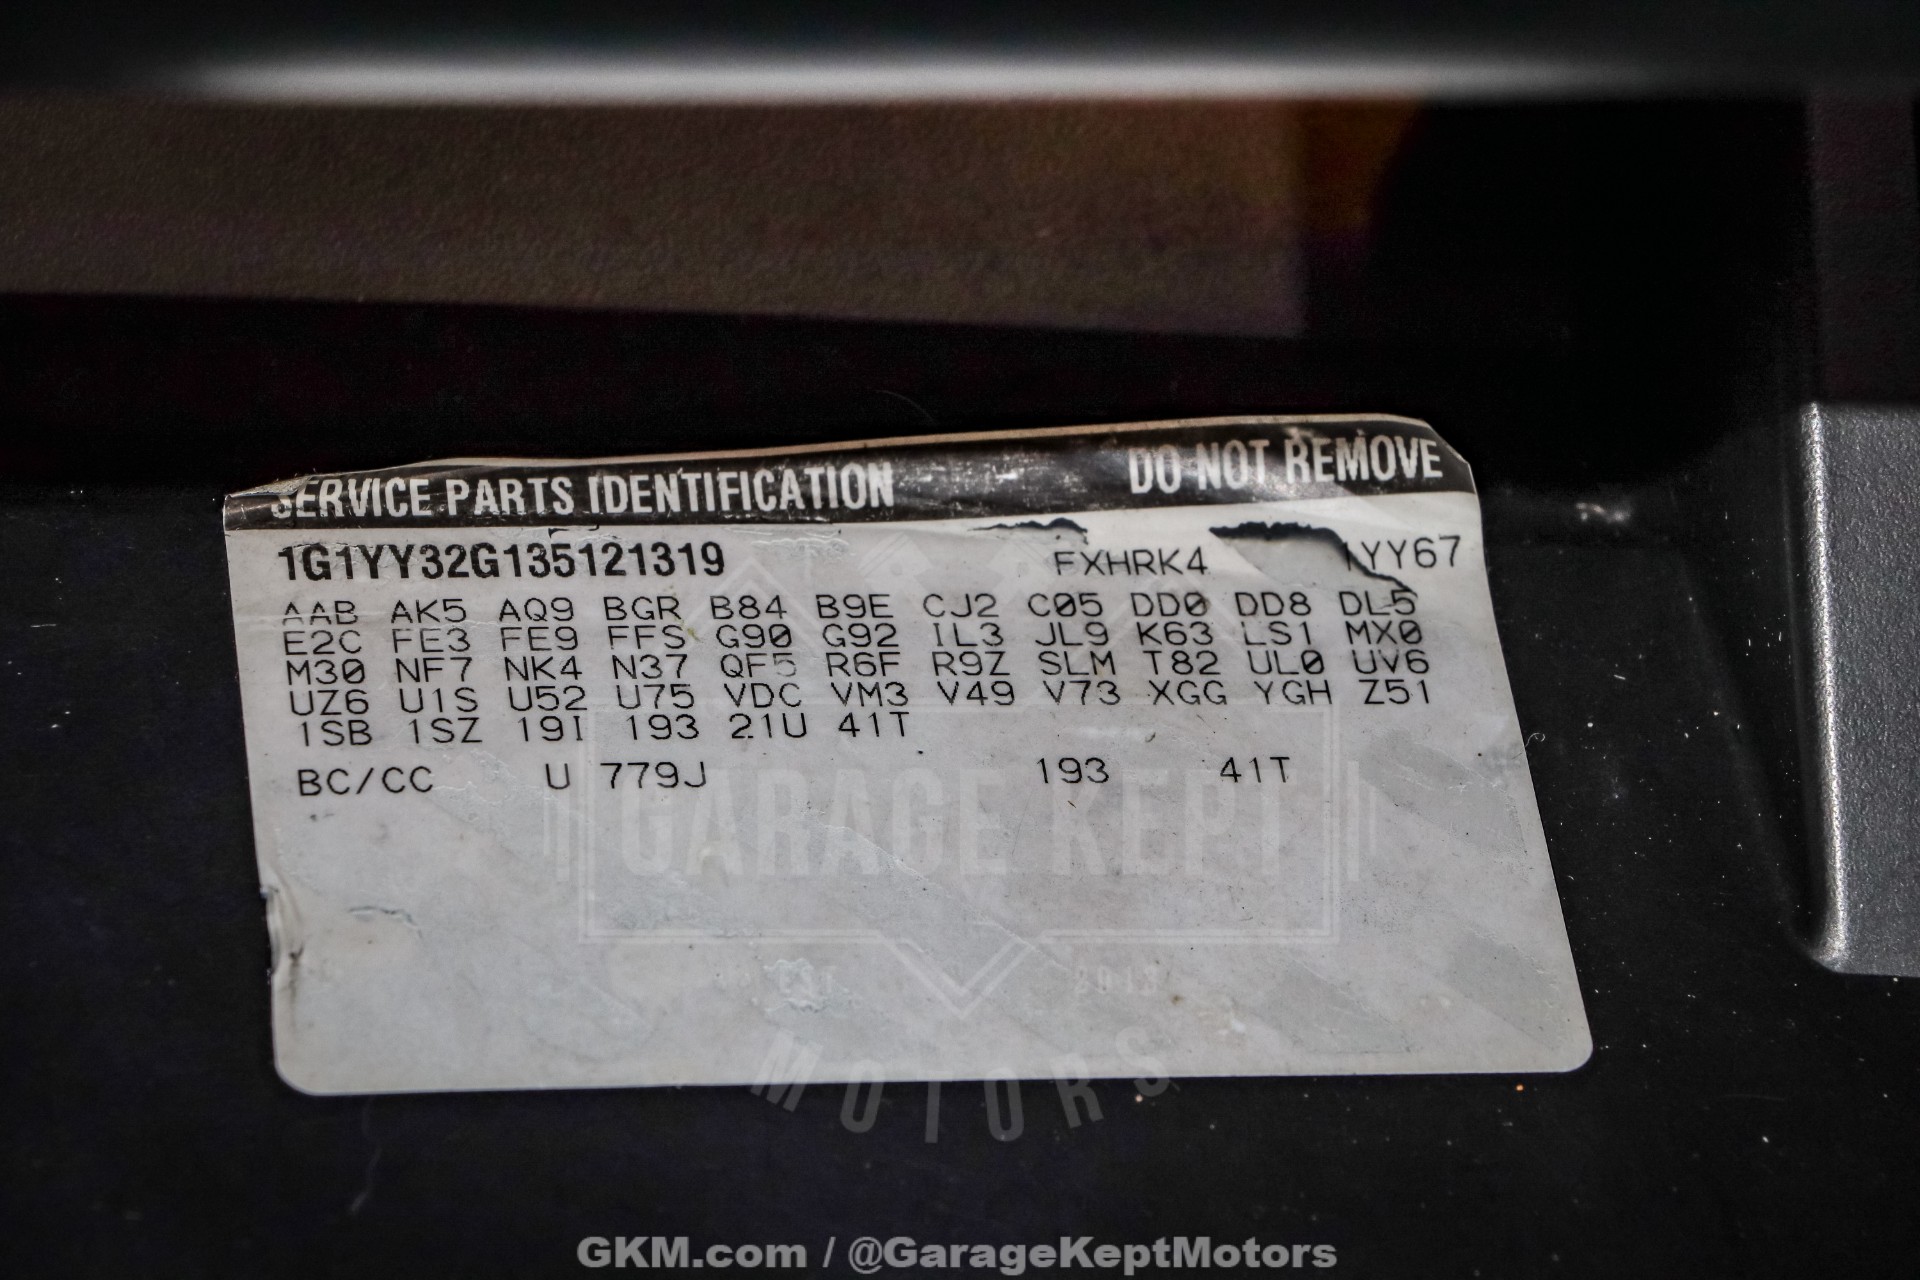 SERVICE PARTS IDENTIFICATION DO NOT REMOVE
1G1YY32G135121319 FXHRK4 1YY67
AAB AK5 AQ9 BGR B84 B9E CJ2 C05 DD0 DD8 DL5
E2C FE3 FE9 FFS G90 G92 IL3 JL9 K63 LS1 MX0
M30 NF7 NK4 N37 QF5 R6F R9Z SLM T82 UL0 UV6
UZ6 U1S U52 U75 VDC VM3 V49 V73 XGG YGH Z51
1SB 1SZ 19I 193 21U 41T
BC/CC U 779J 193 41T
GARAGE KEPT
EST 2013
MOTORS
GKM.com / @GarageKeptMotors